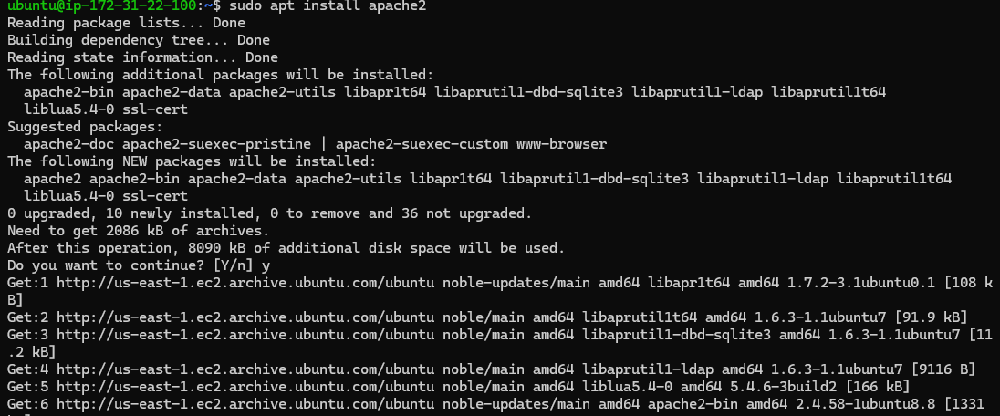 ubuntu@ip-172-31-22-100:~$ sudo apt install apache2
Reading package lists... Done
Building dependency tree... Done
Reading state information... Done
The following additional packages will be installed:
  apache2-bin apache2-data apache2-utils libapr1t64 libaprutil1-dbd-sqlite3 libaprutil1-ldap libaprutil1t64
  liblua5.4-0 ssl-cert
Suggested packages:
  apache2-doc apache2-suexec-pristine | apache2-suexec-custom www-browser
The following NEW packages will be installed:
  apache2 apache2-bin apache2-data apache2-utils libapr1t64 libaprutil1-dbd-sqlite3 libaprutil1-ldap libaprutil1t64
  liblua5.4-0 ssl-cert
0 upgraded, 10 newly installed, 0 to remove and 36 not upgraded.
Need to get 2086 kB of archives.
After this operation, 8090 kB of additional disk space will be used.
Do you want to continue? [Y/n] y
Get:1 http://us-east-1.ec2.archive.ubuntu.com/ubuntu noble-updates/main amd64 libapr1t64 amd64 1.7.2-3.1ubuntu0.1 [108 k
B]
Get:2 http://us-east-1.ec2.archive.ubuntu.com/ubuntu noble/main amd64 libaprutil1t64 amd64 1.6.3-1.1ubuntu7 [91.9 kB]
Get:3 http://us-east-1.ec2.archive.ubuntu.com/ubuntu noble/main amd64 libaprutil1-dbd-sqlite3 amd64 1.6.3-1.1ubuntu7 [11
.2 kB]
Get:4 http://us-east-1.ec2.archive.ubuntu.com/ubuntu noble/main amd64 libaprutil1-ldap amd64 1.6.3-1.1ubuntu7 [9116 B]
Get:5 http://us-east-1.ec2.archive.ubuntu.com/ubuntu noble/main amd64 liblua5.4-0 amd64 5.4.6-3build2 [166 kB]
Get:6 http://us-east-1.ec2.archive.ubuntu.com/ubuntu noble-updates/main amd64 apache2-bin amd64 2.4.58-1ubuntu8.8 [1331